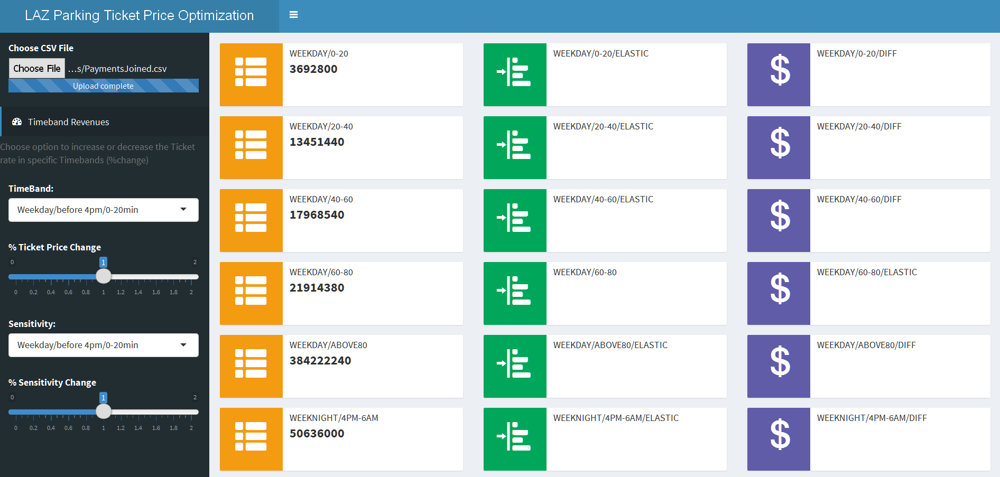 LAZ Parking Ticket Price Optimization
Choose CSV File
Choose File …s/PaymentsJoined.csv
Upload complete
Timeband Revenues
Choose option to increase or decrease the Ticket
rate in specific Timebands (%change)
TimeBand:
Weekday/before 4pm/0-20min
% Ticket Price Change
0 1 2
0 0.2 0.4 0.6 0.8 1 1.2 1.4 1.6 1.8 2
Sensitivity:
Weekday/before 4pm/0-20min
% Sensitivity Change
0 1 2
0 0.2 0.4 0.6 0.8 1 1.2 1.4 1.6 1.8 2
WEEKDAY/0-20
3692800
WEEKDAY/0-20/ELASTIC
$
WEEKDAY/0-20/DIFF
WEEKDAY/20-40
13451440
WEEKDAY/20-40/ELASTIC
$
WEEKDAY/20-40/DIFF
WEEKDAY/40-60
17968540
WEEKDAY/40-60/ELASTIC
$
WEEKDAY/40-60/DIFF
WEEKDAY/60-80
21914380
WEEKDAY/60-80
$
WEEKDAY/60-80/ELASTIC
WEEKDAY/ABOVE80
384222240
WEEKDAY/ABOVE80/ELASTIC
$
WEEKDAY/ABOVE80/DIFF
WEEKNIGHT/4PM-6AM
50636000
WEEKNIGHT/4PM-6AM/ELASTIC
$
WEEKNIGHT/4PM-6AM/DIFF